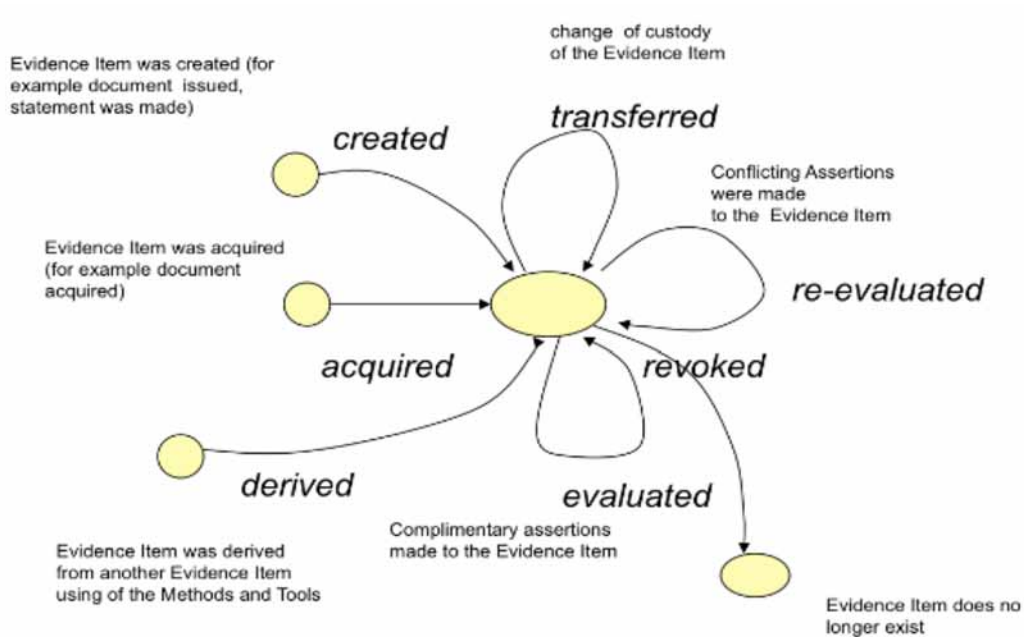 change of custody
of the Evidence Item
Evidence Item was created (for
example document issued,
statement was made)
created
transferred
Conflicting Assertions
were made
to the Evidence Item
Evidence Item was acquired
(for example document
acquired)
re-evaluated
acquired
revoked
derived
evaluated
Complimentary assertions
made to the Evidence Item
Evidence Item was derived
from another Evidence Item
using of the Methods and Tools
Evidence Item does no
longer exist